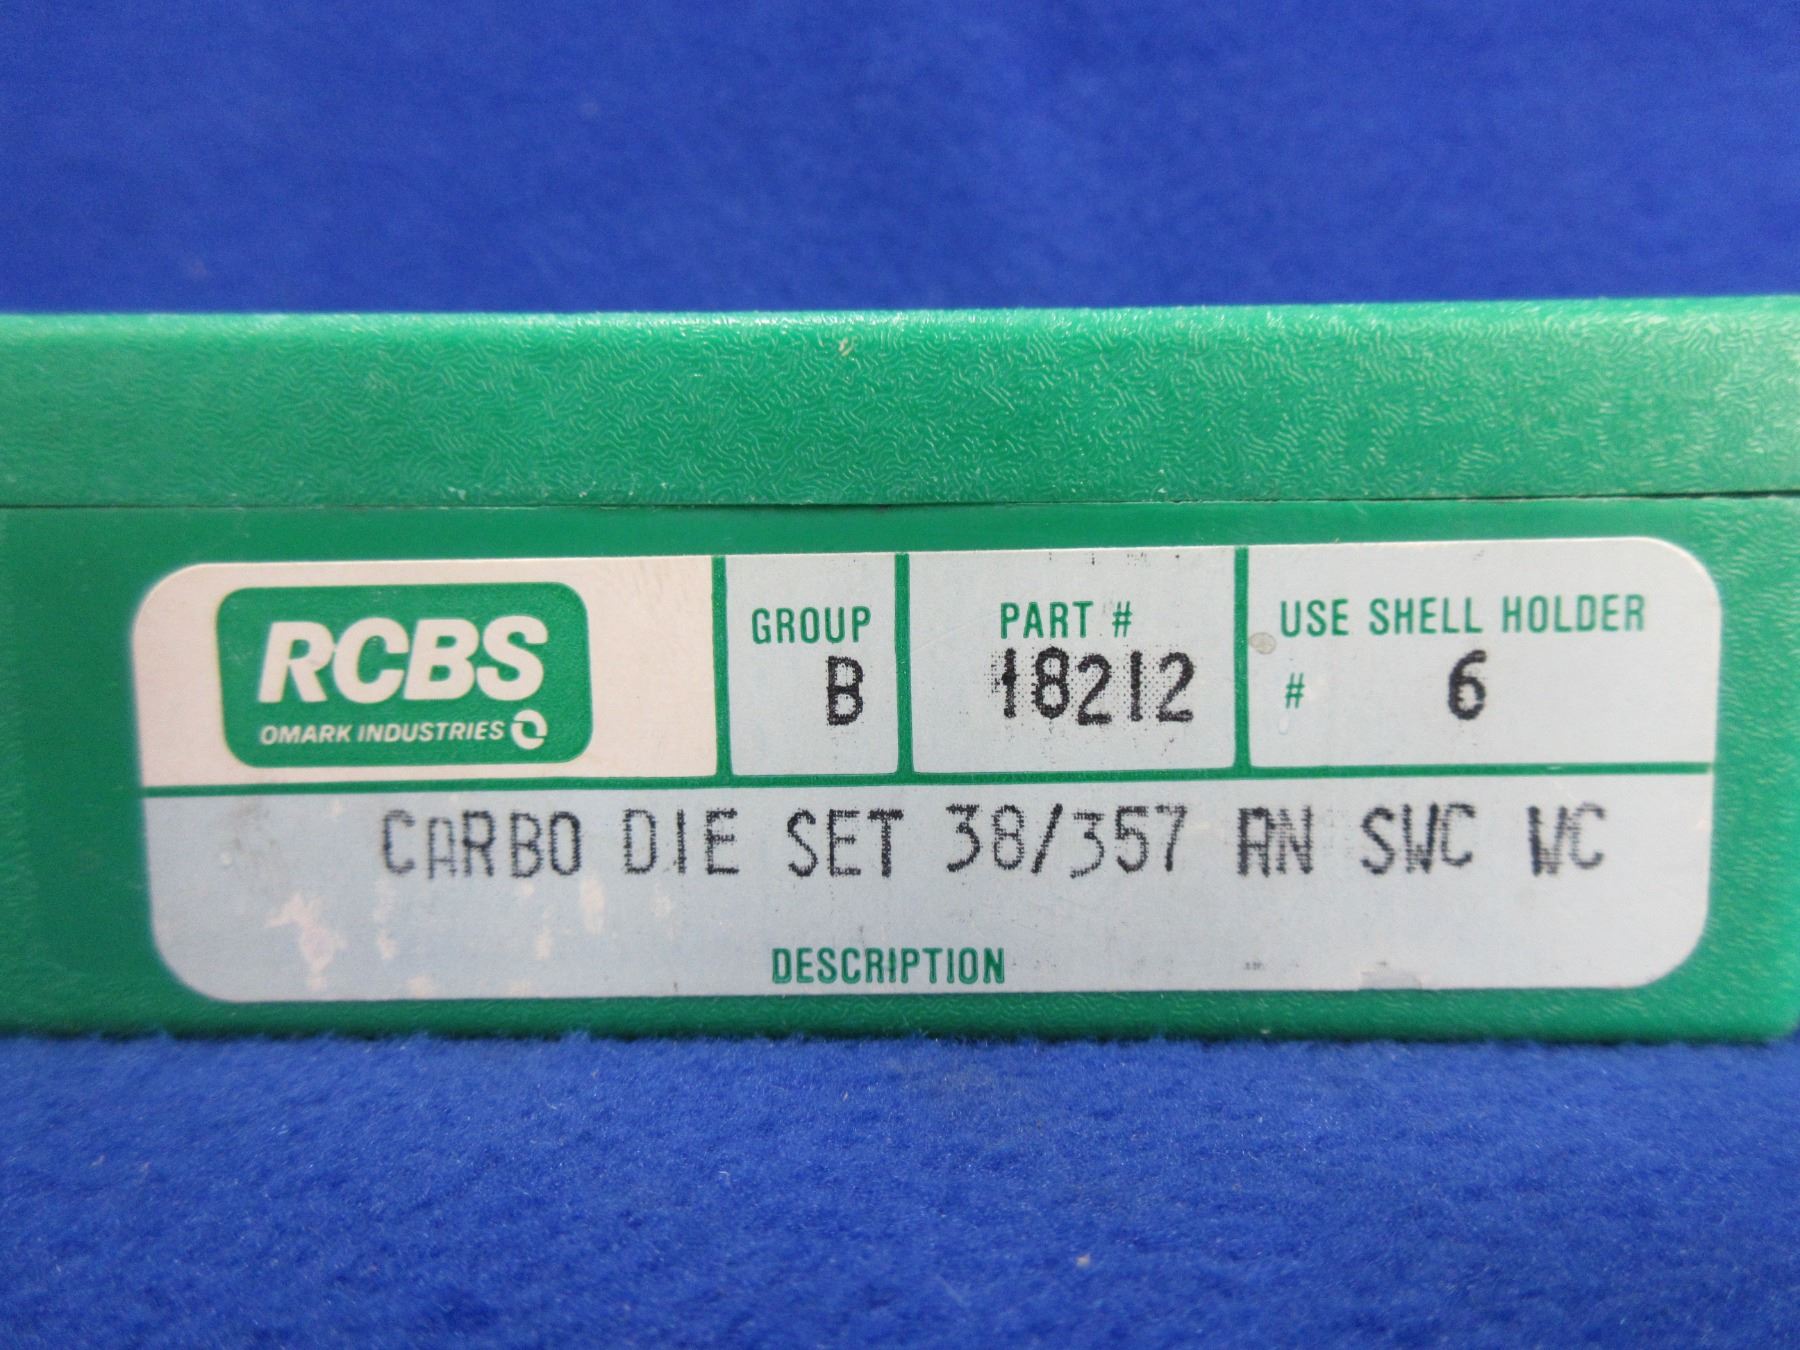 RCBS
OMARK INDUSTRIES
GROUP
B
PART #
18212
USE SHELL HOLDER
# 6
CARBO DIE SET 38/357 RN SWC WC
DESCRIPTION